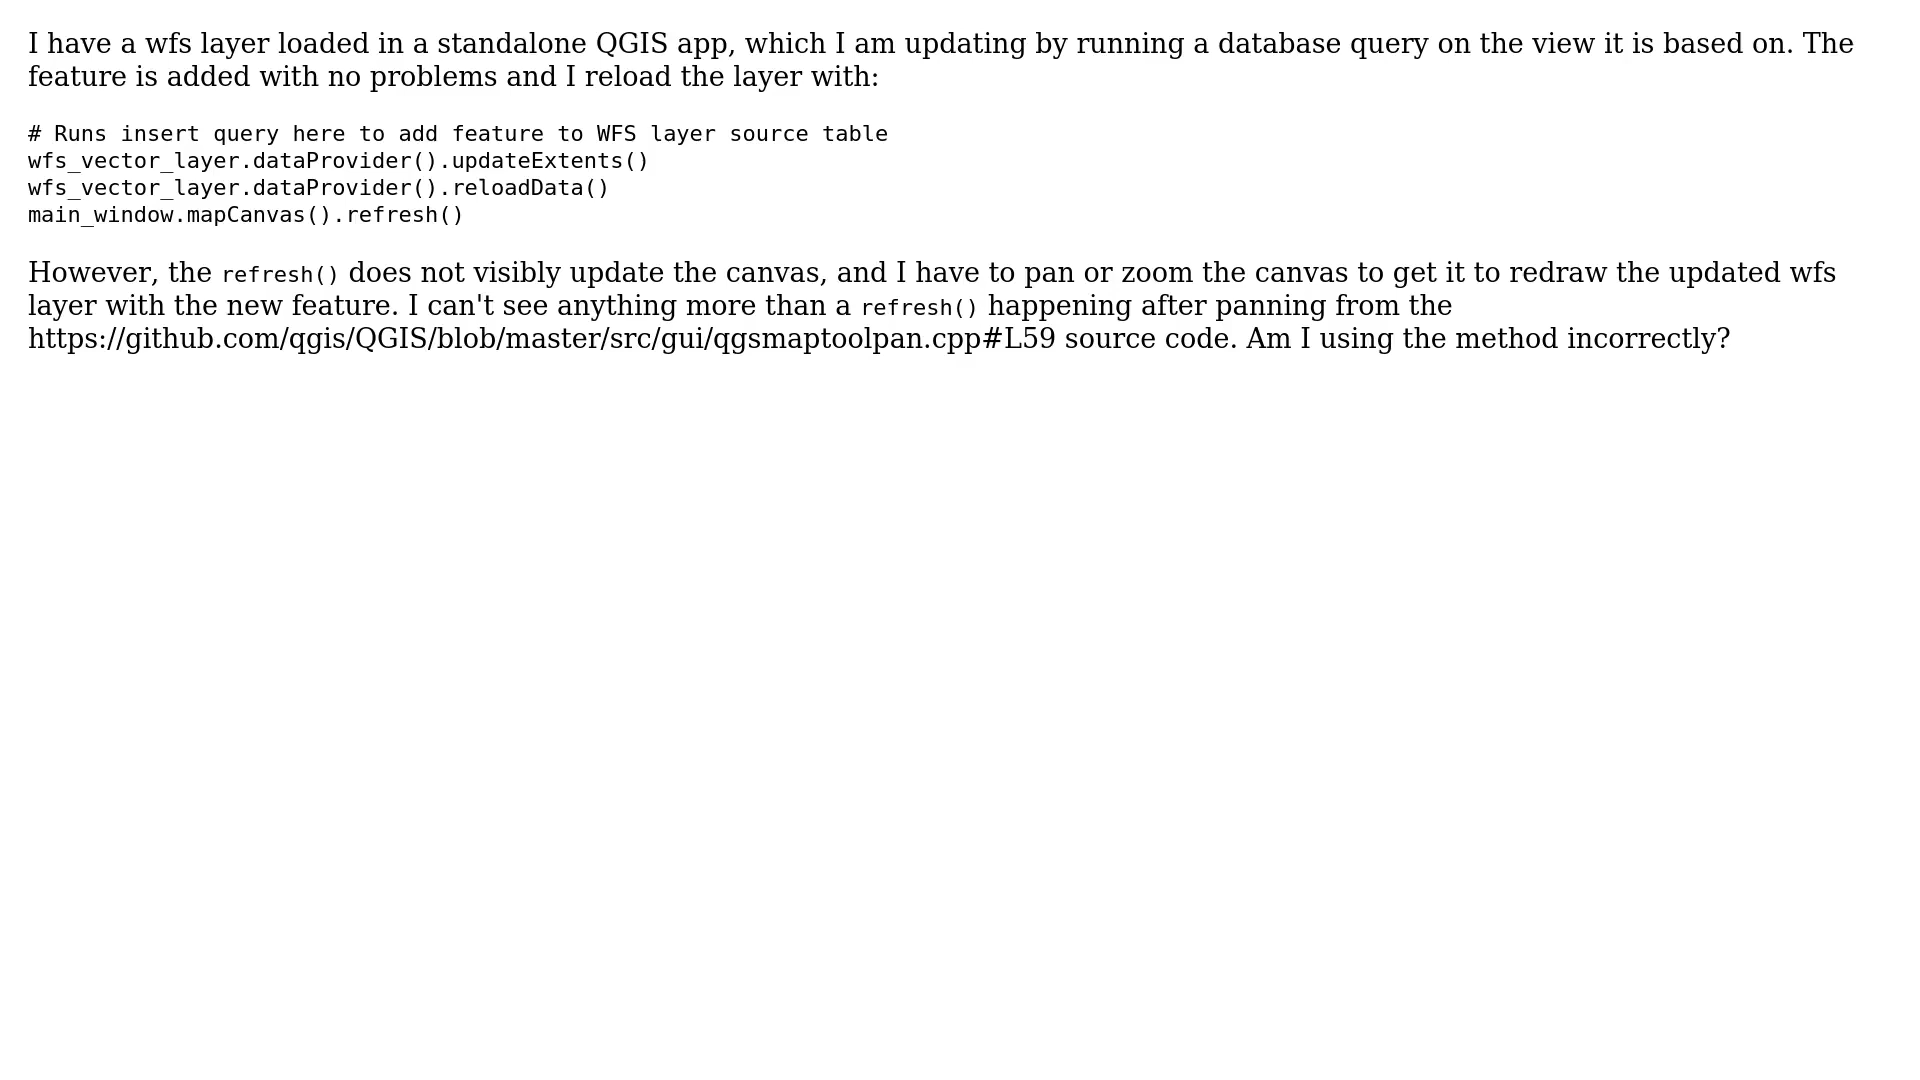 I have a wfs layer loaded in a standalone QGIS app, which I am updating by running a database query on the view it is based on. The
feature is added with no problems and I reload the layer with:
# Runs insert query here to add feature to WFS layer source table
wfs_vector_layer.dataProvider().updateExtents()
wfs_vector_layer.dataProvider().reloadData()
main_window.mapCanvas().refresh()
However, the refresh() does not visibly update the canvas, and I have to pan or zoom the canvas to get it to redraw the updated wfs
layer with the new feature. I can't see anything more than a refresh() happening after panning from the
https://github.com/qgis/QGIS/blob/master/src/gui/qgsmaptoolpan.cpp#L59 source code. Am I using the method incorrectly?